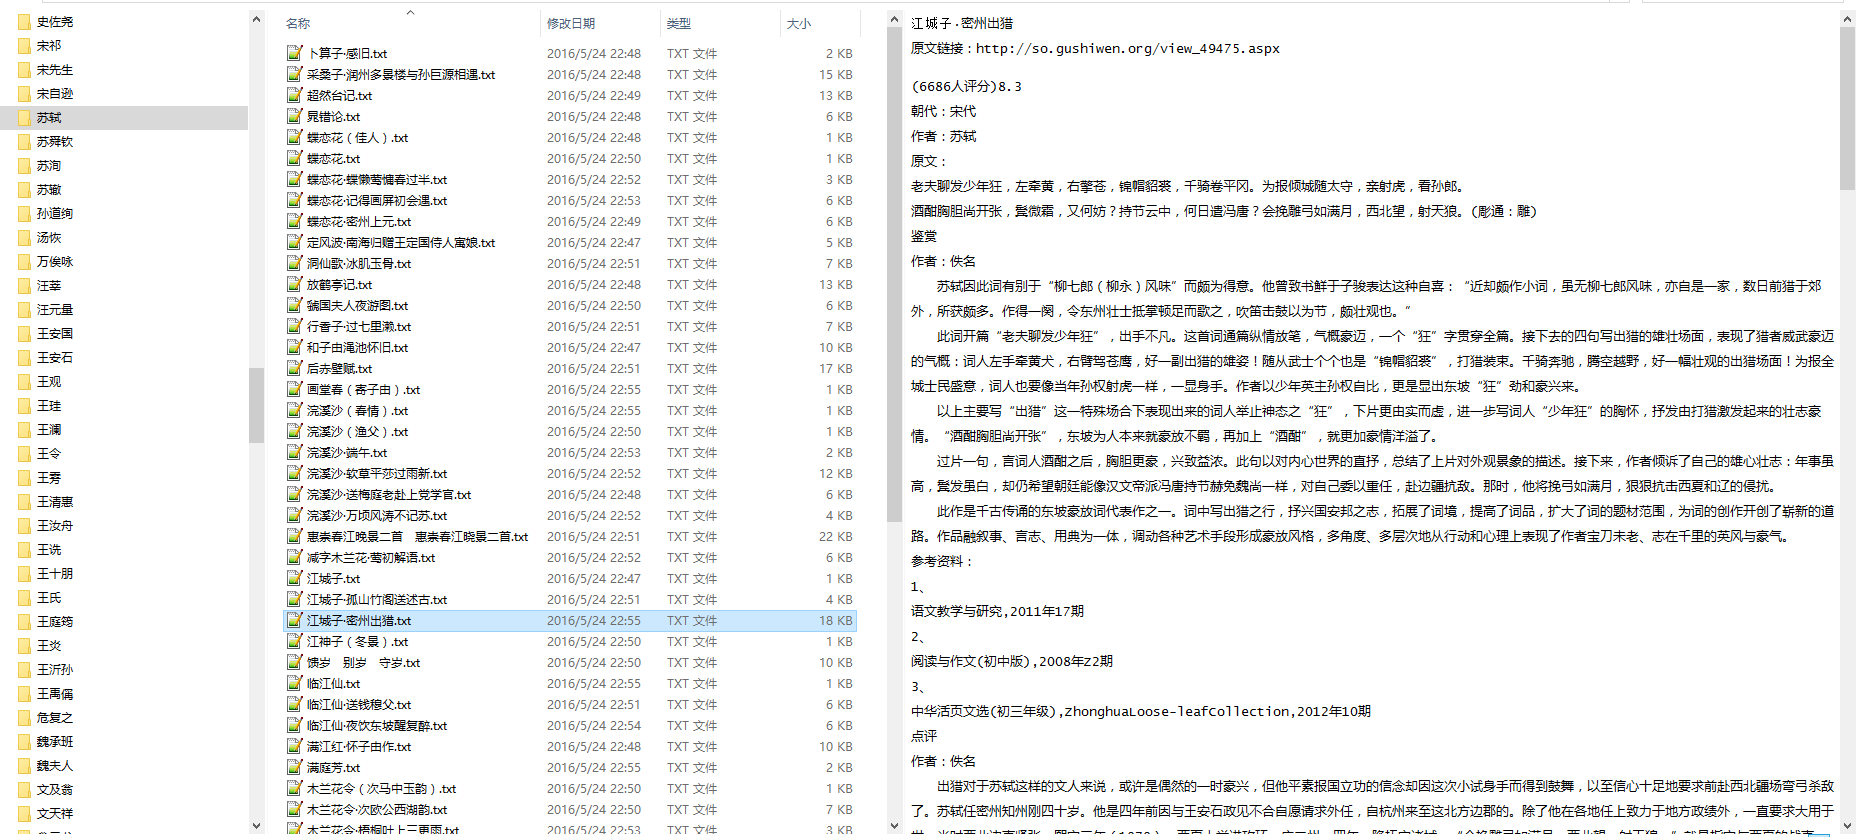 史佐尧
宋祁
宋先生
宋自逊
苏轼
苏舜钦
苏洵
苏辙
孙道绚
汤恢
万俟咏
汪莘
汪元量
王安国
王安石
王观
王珪
王澜
王令
王雱
王清惠
王汝舟
王诜
王十朋
王氏
王庭筠
王炎
王沂孙
王禹偁
危复之
魏承班
魏夫人
文及翁
文天祥
名称 修改日期 类型 大小
卜算子·感旧.txt 2016/5/24 22:48 TXT 文件 2 KB
采桑子·润州多景楼与孙巨源相遇.txt 2016/5/24 22:48 TXT 文件 15 KB
超然台记.txt 2016/5/24 22:49 TXT 文件 13 KB
晁错论.txt 2016/5/24 22:48 TXT 文件 6 KB
蝶恋花（佳人）.txt 2016/5/24 22:48 TXT 文件 1 KB
蝶恋花.txt 2016/5/24 22:50 TXT 文件 1 KB
蝶恋花·蝶懒莺慵春过半.txt 2016/5/24 22:52 TXT 文件 3 KB
蝶恋花·记得画屏初会遇.txt 2016/5/24 22:53 TXT 文件 6 KB
蝶恋花·密州上元.txt 2016/5/24 22:49 TXT 文件 6 KB
定风波·南海归赠王定国侍人寓娘.txt 2016/5/24 22:47 TXT 文件 5 KB
洞仙歌·冰肌玉骨.txt 2016/5/24 22:51 TXT 文件 7 KB
放鹤亭记.txt 2016/5/24 22:48 TXT 文件 13 KB
虢国夫人夜游图.txt 2016/5/24 22:50 TXT 文件 6 KB
行香子·过七里濑.txt 2016/5/24 22:51 TXT 文件 7 KB
和子由渑池怀旧.txt 2016/5/24 22:47 TXT 文件 10 KB
后赤壁赋.txt 2016/5/24 22:51 TXT 文件 17 KB
画堂春（寄子由）.txt 2016/5/24 22:55 TXT 文件 1 KB
浣溪沙（春情）.txt 2016/5/24 22:55 TXT 文件 1 KB
浣溪沙（渔父）.txt 2016/5/24 22:50 TXT 文件 1 KB
浣溪沙·端午.txt 2016/5/24 22:53 TXT 文件 2 KB
浣溪沙·软草平莎过雨新.txt 2016/5/24 22:52 TXT 文件 12 KB
浣溪沙·送梅庭老赴上党学官.txt 2016/5/24 22:48 TXT 文件 6 KB
浣溪沙·万顷风涛不记苏.txt 2016/5/24 22:52 TXT 文件 4 KB
惠崇春江晚景二首　惠崇春江晓景二首.txt 2016/5/24 22:51 TXT 文件 22 KB
减字木兰花·莺初解语.txt 2016/5/24 22:52 TXT 文件 6 KB
江城子.txt 2016/5/24 22:47 TXT 文件 1 KB
江城子·孤山竹阁送述古.txt 2016/5/24 22:51 TXT 文件 4 KB
江城子·密州出猎.txt 2016/5/24 22:55 TXT 文件 18 KB
江神子（冬景）.txt 2016/5/24 22:50 TXT 文件 1 KB
馈岁　别岁　守岁.txt 2016/5/24 22:50 TXT 文件 10 KB
临江仙.txt 2016/5/24 22:55 TXT 文件 1 KB
临江仙·送钱穆父.txt 2016/5/24 22:51 TXT 文件 6 KB
临江仙·夜饮东坡醒复醉.txt 2016/5/24 22:54 TXT 文件 6 KB
满江红·怀子由作.txt 2016/5/24 22:48 TXT 文件 10 KB
满庭芳.txt 2016/5/24 22:55 TXT 文件 2 KB
木兰花令（次马中玉韵）.txt 2016/5/24 22:55 TXT 文件 1 KB
木兰花令·次欧公西湖韵.txt 2016/5/24 22:50 TXT 文件 7 KB
木兰花令·梧桐叶上三更雨.txt 2016/5/24 22:53 TXT 文件 3 KB
江城子·密州出猎
原文链接：http://so.gushiwen.org/view_49475.aspx
(6686人评分)8.3
朝代：宋代
作者：苏轼
原文：
老夫聊发少年狂，左牵黄，右擎苍，锦帽貂裘，千骑卷平冈。为报倾城随太守，亲射虎，看孙郎。
酒酣胸胆尚开张，鬓微霜，又何妨？持节云中，何日遣冯唐？会挽雕弓如满月，西北望，射天狼。(彫通：雕)
鉴赏
作者：佚名
苏轼因此词有别于“柳七郎（柳永）风味”而颇为得意。他曾致书鲜于子骏表达这种自喜：“近却颇作小词，虽无柳七郎风味，亦自是一家，数日前猎于郊
外，所获颇多。作得一阕，令东州壮士抵掌顿足而歌之，吹笛击鼓以为节，颇壮观也。”
此词开篇“老夫聊发少年狂”，出手不凡。这首词通篇纵情放笔，气概豪迈，一个“狂”字贯穿全篇。接下去的四句写出猎的雄壮场面，表现了猎者威武豪迈
的气概：词人左手牵黄犬，右臂驾苍鹰，好一副出猎的雄姿！随从武士个个也是“锦帽貂裘”，打猎装束。千骑奔驰，腾空越野，好一幅壮观的出猎场面！为报全
城士民盛意，词人也要像当年孙权射虎一样，一显身手。作者以少年英主孙权自比，更是显出东坡“狂”劲和豪兴来。
以上主要写“出猎”这一特殊场合下表现出来的词人举止神态之“狂”，下片更由实而虚，进一步写词人“少年狂”的胸怀，抒发由打猎激发起来的壮志豪
情。“酒酣胸胆尚开张”，东坡为人本来就豪放不羁，再加上“酒酣”，就更加豪情洋溢了。
过片一句，言词人酒酣之后，胸胆更豪，兴致益浓。此句以对内心世界的直抒，总结了上片对外观景象的描述。接下来，作者倾诉了自己的雄心壮志：年事虽
高，鬓发虽白，却仍希望朝廷能像汉文帝派冯唐持节赦免魏尚一样，对自己委以重任，赴边疆抗敌。那时，他将挽弓如满月，狠狠抗击西夏和辽的侵扰。
此作是千古传诵的东坡豪放词代表作之一。词中写出猎之行，抒兴国安邦之志，拓展了词境，提高了词品，扩大了词的题材范围，为词的创作开创了崭新的道
路。作品融叙事、言志、用典为一体，调动各种艺术手段形成豪放风格，多角度、多层次地从行动和心理上表现了作者宝刀未老、志在千里的英风与豪气。
参考资料：
1、
语文教学与研究,2011年17期
2、
阅读与作文(初中版),2008年Z2期
3、
中华活页文选(初三年级),ZhonghuaLoose-leafCollection,2012年10期
点评
作者：佚名
出猎对于苏轼这样的文人来说，或许是偶然的一时豪兴，但他平素报国立功的信念却因这次小试身手而得到鼓舞，以至信心十足地要求前赴西北疆场弯弓杀敌
了。苏轼任密州知州刚四十岁。他是四年前因与王安石政见不合自愿请求外任，自杭州来至这北方边郡的。除了他在各地任上致力于地方政绩外，一直要求大用于